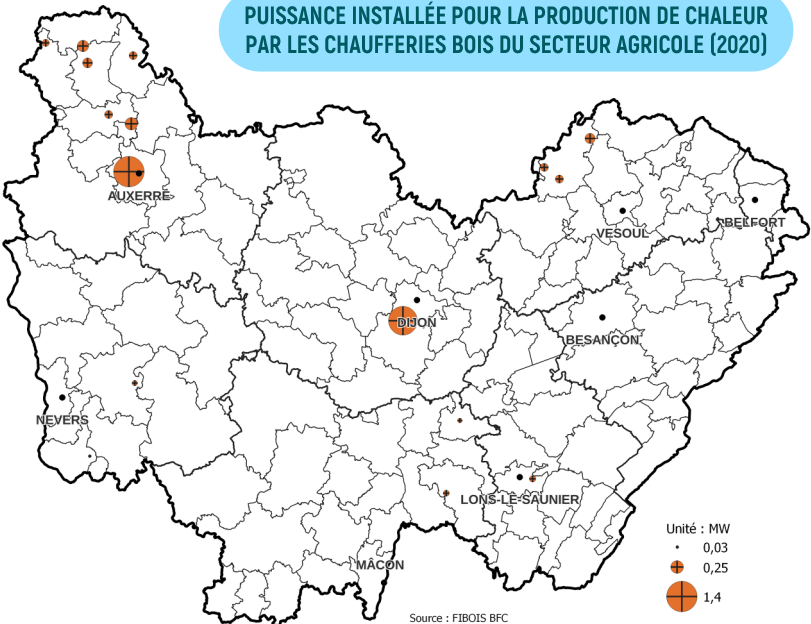 PUISSANCE INSTALLÉE POUR LA PRODUCTION DE CHALEUR
PAR LES CHAUFFERIES BOIS DU SECTEUR AGRICOLE (2020)
AUXERRE
VESOUL
BELFORT
DIJON
BESANÇON
NEVERS
LONS-LE-SAUNIER
MÂCON
Unité : MW
0,03
0,25
1,4
Source : FIBOIS BFC